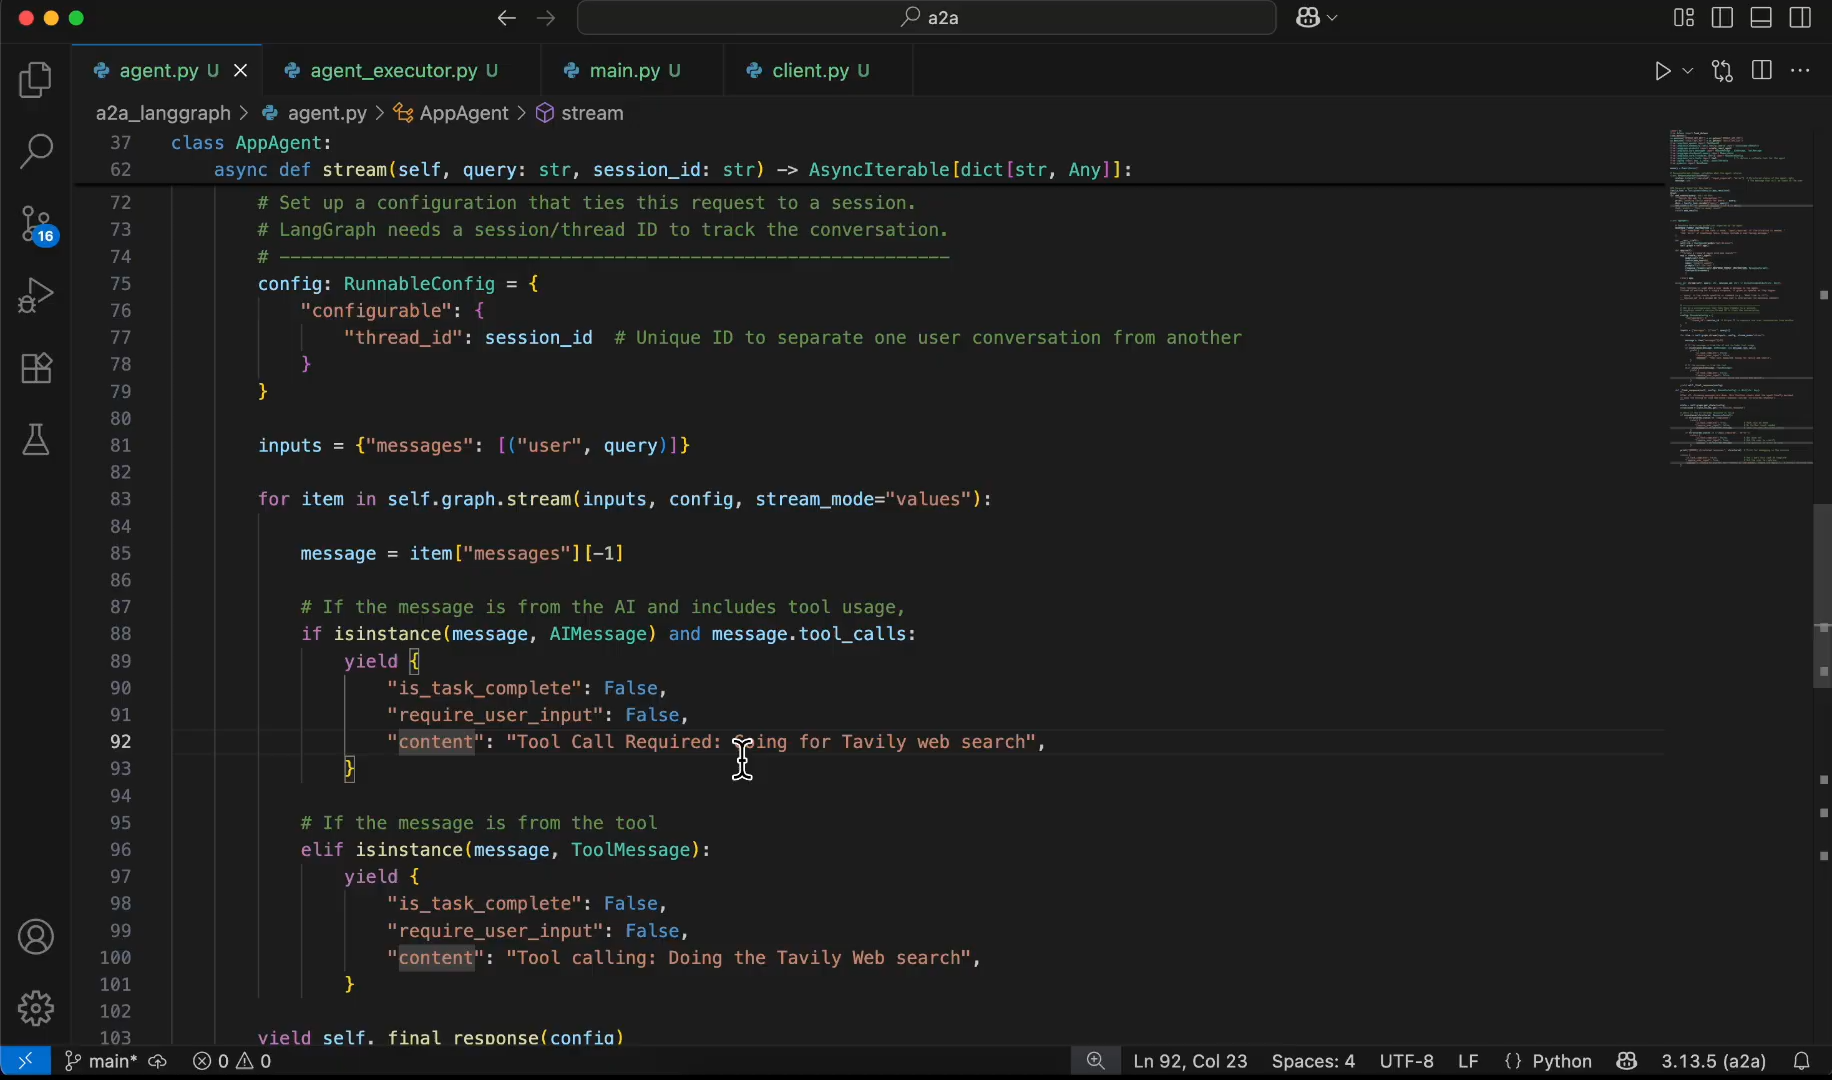 a2a
agent.py U
agent_executor.py U
main.py U
client.py U
a2a_langgraph > agent.py > AppAgent > stream
37 class AppAgent:
62 async def stream(self, query: str, session_id: str) -> AsyncIterable[dict[str, Any]]:
72 # Set up a configuration that ties this request to a session.
73 # LangGraph needs a session/thread ID to track the conversation.
74 # --------------------------------------------------------------
75 config: RunnableConfig = {
76 "configurable": {
77 "thread_id": session_id # Unique ID to separate one user conversation from another
78 }
79 }
80
81 inputs = {"messages": [("user", query)]}
82
83 for item in self.graph.stream(inputs, config, stream_mode="values"):
84
85 message = item["messages"][-1]
86
87 # If the message is from the AI and includes tool usage,
88 if isinstance(message, AIMessage) and message.tool_calls:
89 yield {
90 "is_task_complete": False,
91 "require_user_input": False,
92 "content": "Tool Call Required: Going for Tavily web search",
93 }
94
95 # If the message is from the tool
96 elif isinstance(message, ToolMessage):
97 yield {
98 "is_task_complete": False,
99 "require_user_input": False,
100 "content": "Tool calling: Doing the Tavily Web search",
101 }
102
103 yield self._final_response(config)
16
main* 0 0 Ln 92, Col 23 Spaces: 4 UTF-8 LF {} Python 3.13.5 (a2a)